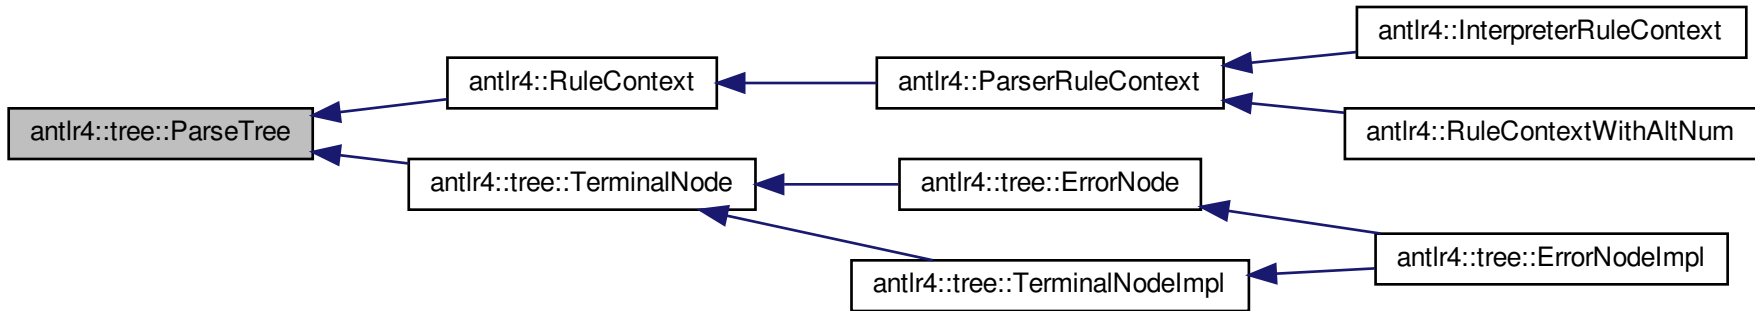 antlr4::InterpreterRuleContext
antlr4::RuleContext
antlr4::ParserRuleContext
antlr4::tree::ParseTree
antlr4::RuleContextWithAltNum
antlr4::tree::TerminalNode
antlr4::tree::ErrorNode
antlr4::tree::ErrorNodeImpl
antlr4::tree::TerminalNodeImpl